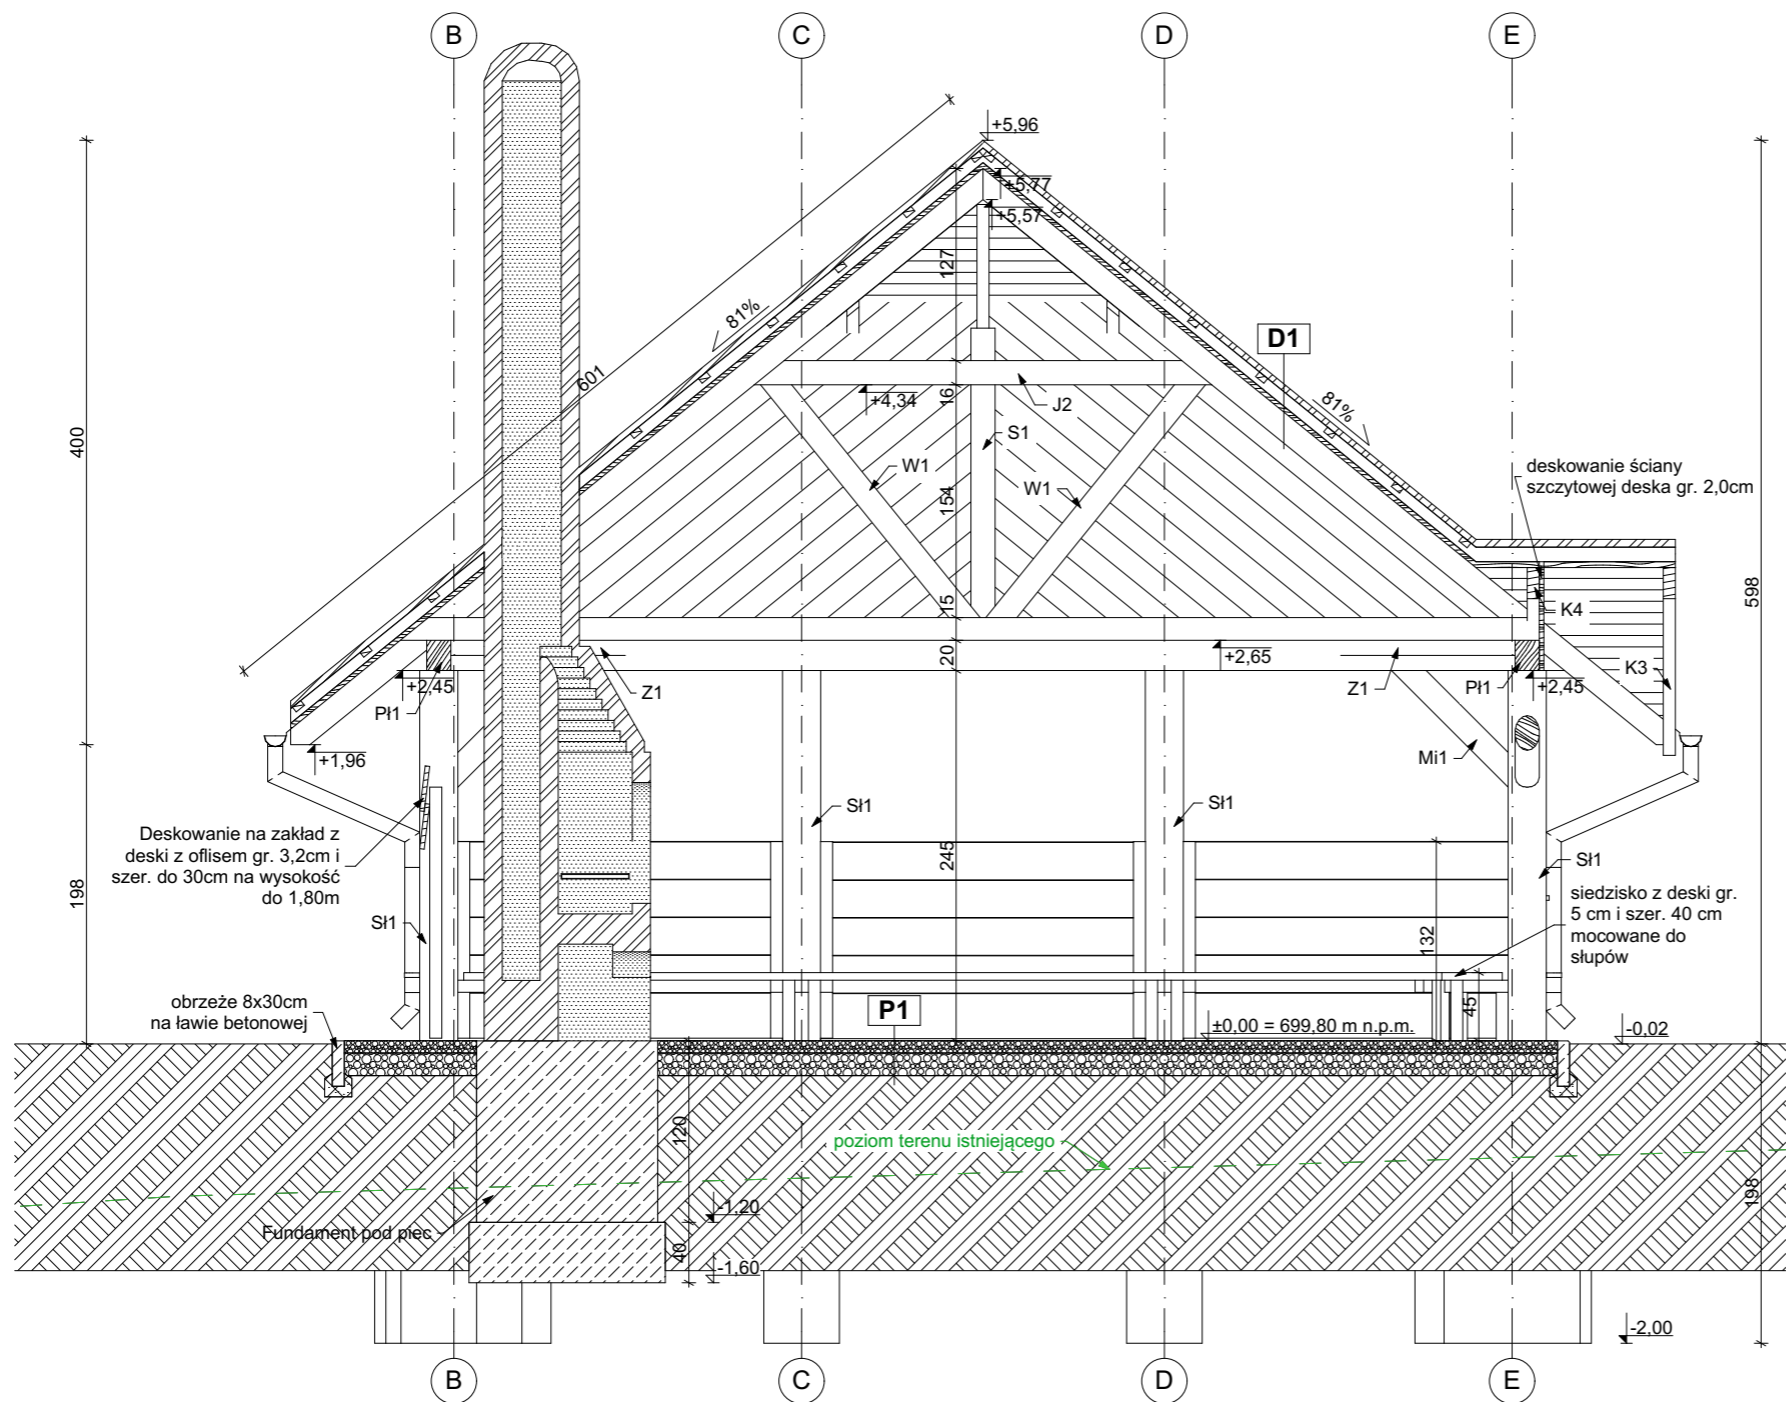 B
C
D
E
+5,96
+5,77
+5,57
127
81%
601
D1
81%
400
+4,34
16
J2
S1
W1
W1
154
deskowanie ściany
szczytowej deska gr. 2,0cm
598
15
K4
20
+2,65
K3
+2,45
Pł1
Z1
Z1
Pł1
+2,45
+1,96
Mi1
Sł1
Sł1
Deskowanie na zakład z
deski z oflisem gr. 3,2cm i
szer. do 30cm na wysokość
do 1,80m
198
245
Sł1
siedzisko z deski gr.
5 cm i szer. 40 cm
mocowane do
słupów
Sł1
132
45
obrzeże 8x30cm
na ławie betonowej
P1
±0,00 = 699,80 m n.p.m.
-0,02
120
poziom terenu istniejącego
Fundament pod piec
-1,20
40
-1,60
198
-2,00
B
C
D
E